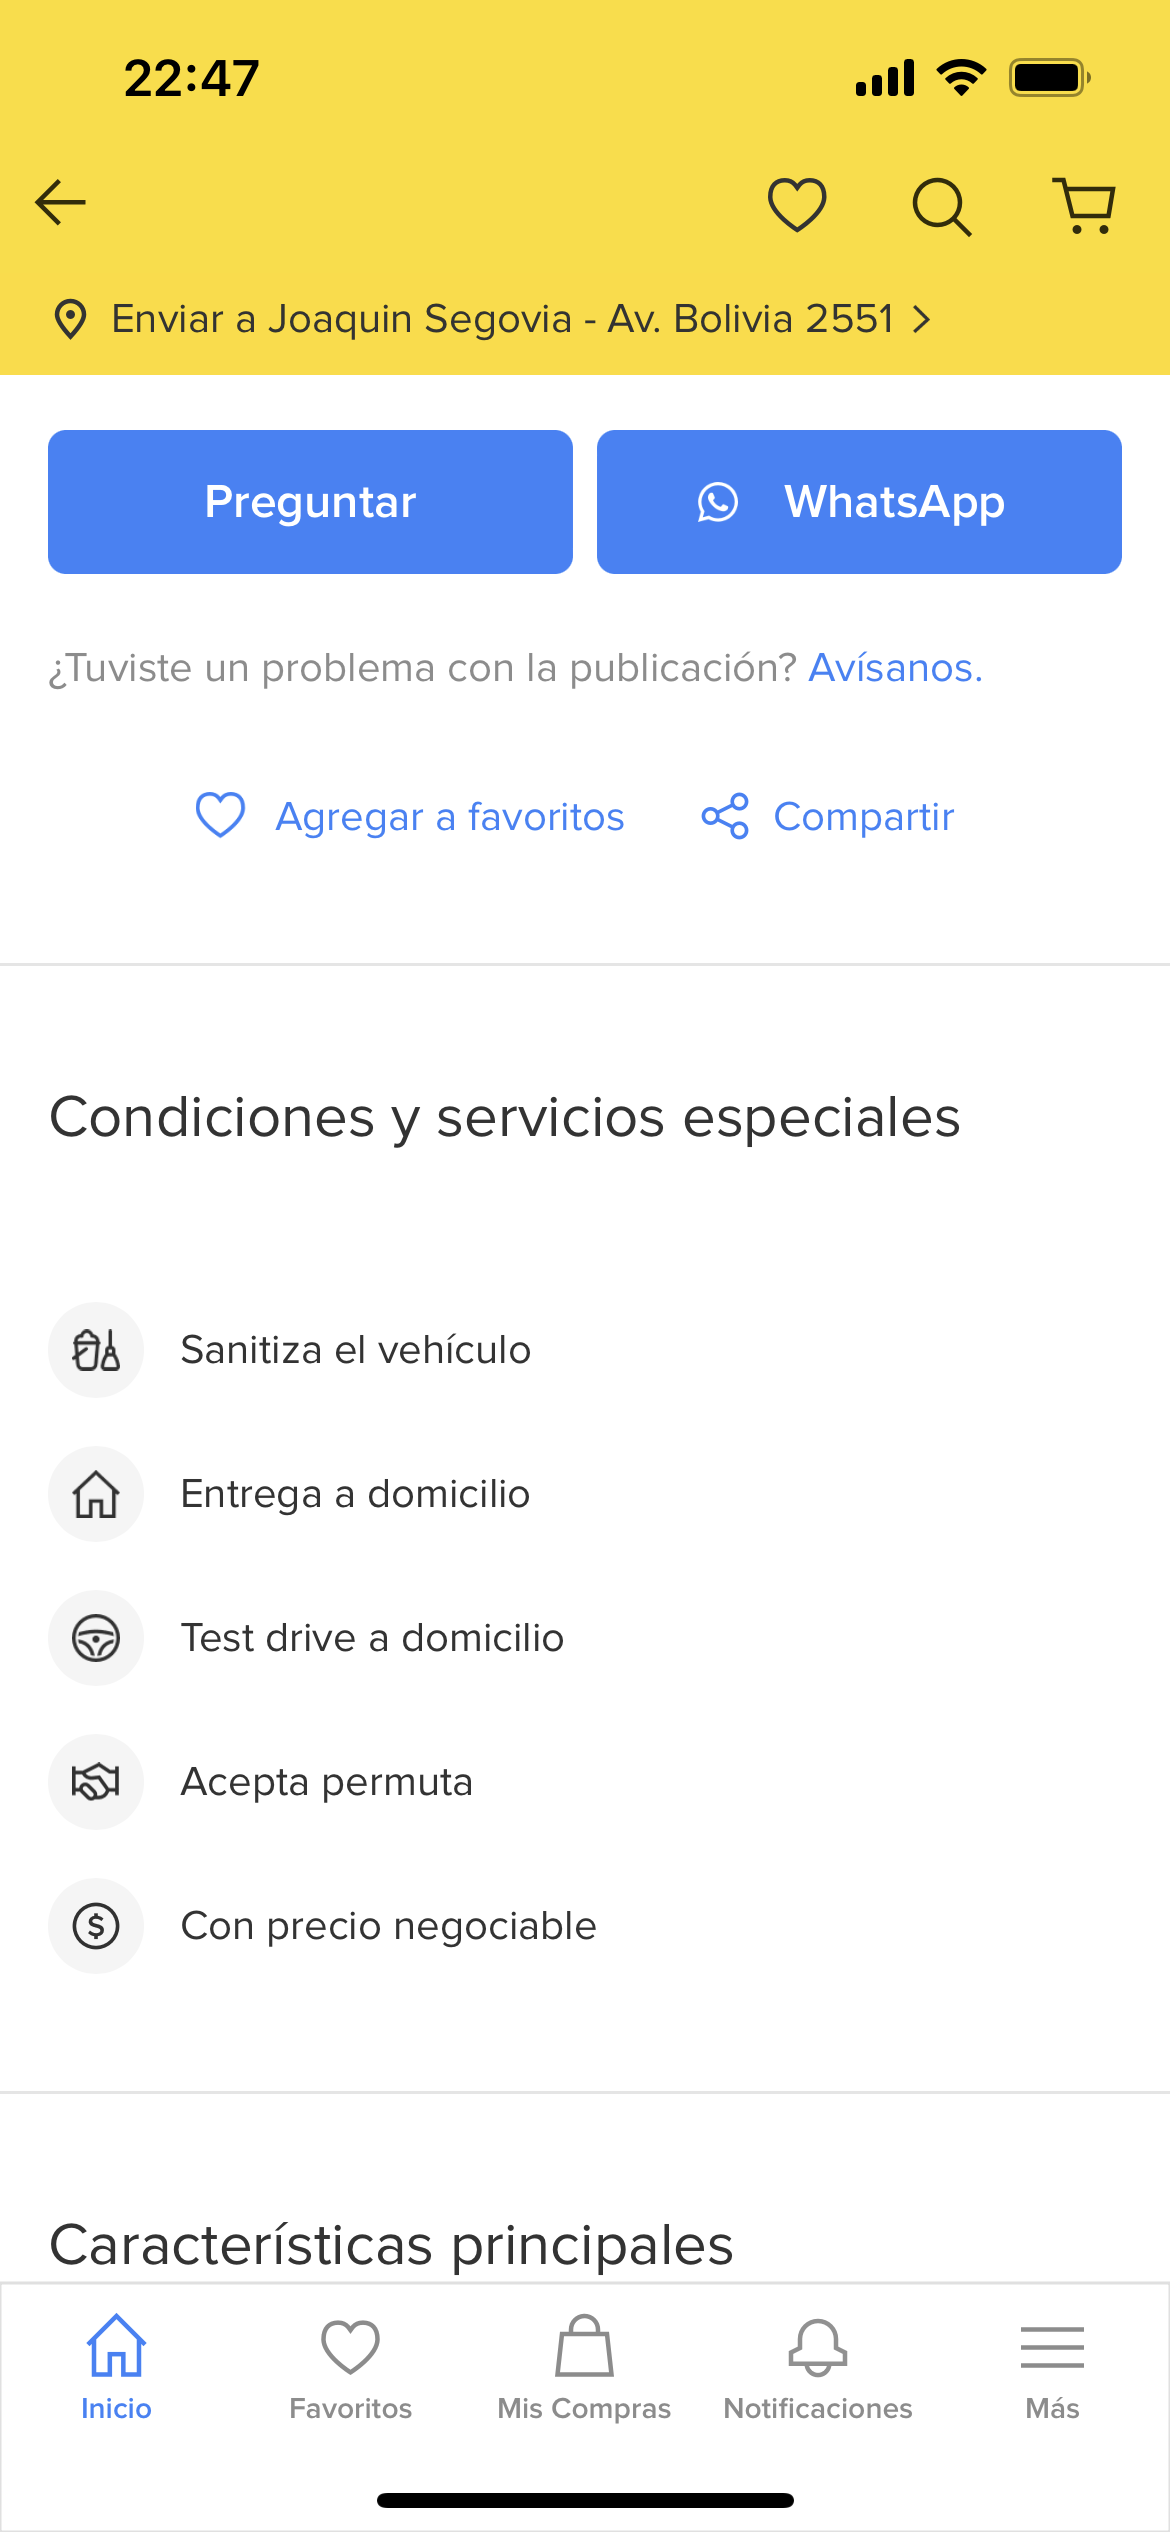 22:47
Enviar a Joaquin Segovia - Av. Bolivia 2551
Preguntar
WhatsApp
¿Tuviste un problema con la publicación? Avísanos.
Agregar a favoritos
Compartir
Condiciones y servicios especiales
Sanitiza el vehículo
Entrega a domicilio
Test drive a domicilio
Acepta permuta
Con precio negociable
Características principales
Inicio
Favoritos
Mis Compras
Notificaciones
Más